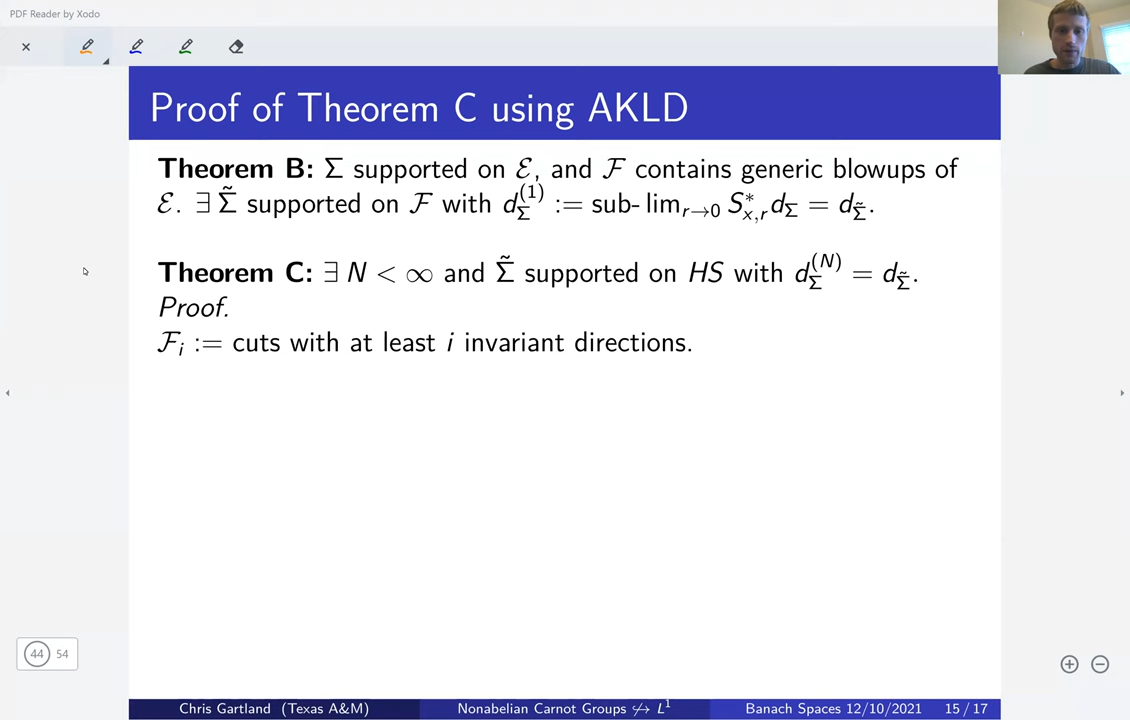 PDF Reader by Xodo
Proof of Theorem C using AKLD
Theorem B: Σ supported on ℰ, and ℱ contains generic blowups of
ℰ. ∃ Σ̃ supported on ℱ with d_Σ^(1) := sub- lim_{r→0} S*_{x,r} d_Σ = d_Σ̃.
Theorem C: ∃ N < ∞ and Σ̃ supported on HS with d_Σ^(N) = d_Σ̃.
Proof.
ℱ_i := cuts with at least i invariant directions.
44 54
Chris Gartland (Texas A&M) Nonabelian Carnot Groups ↪̸ L¹ Banach Spaces 12/10/2021 15 / 17